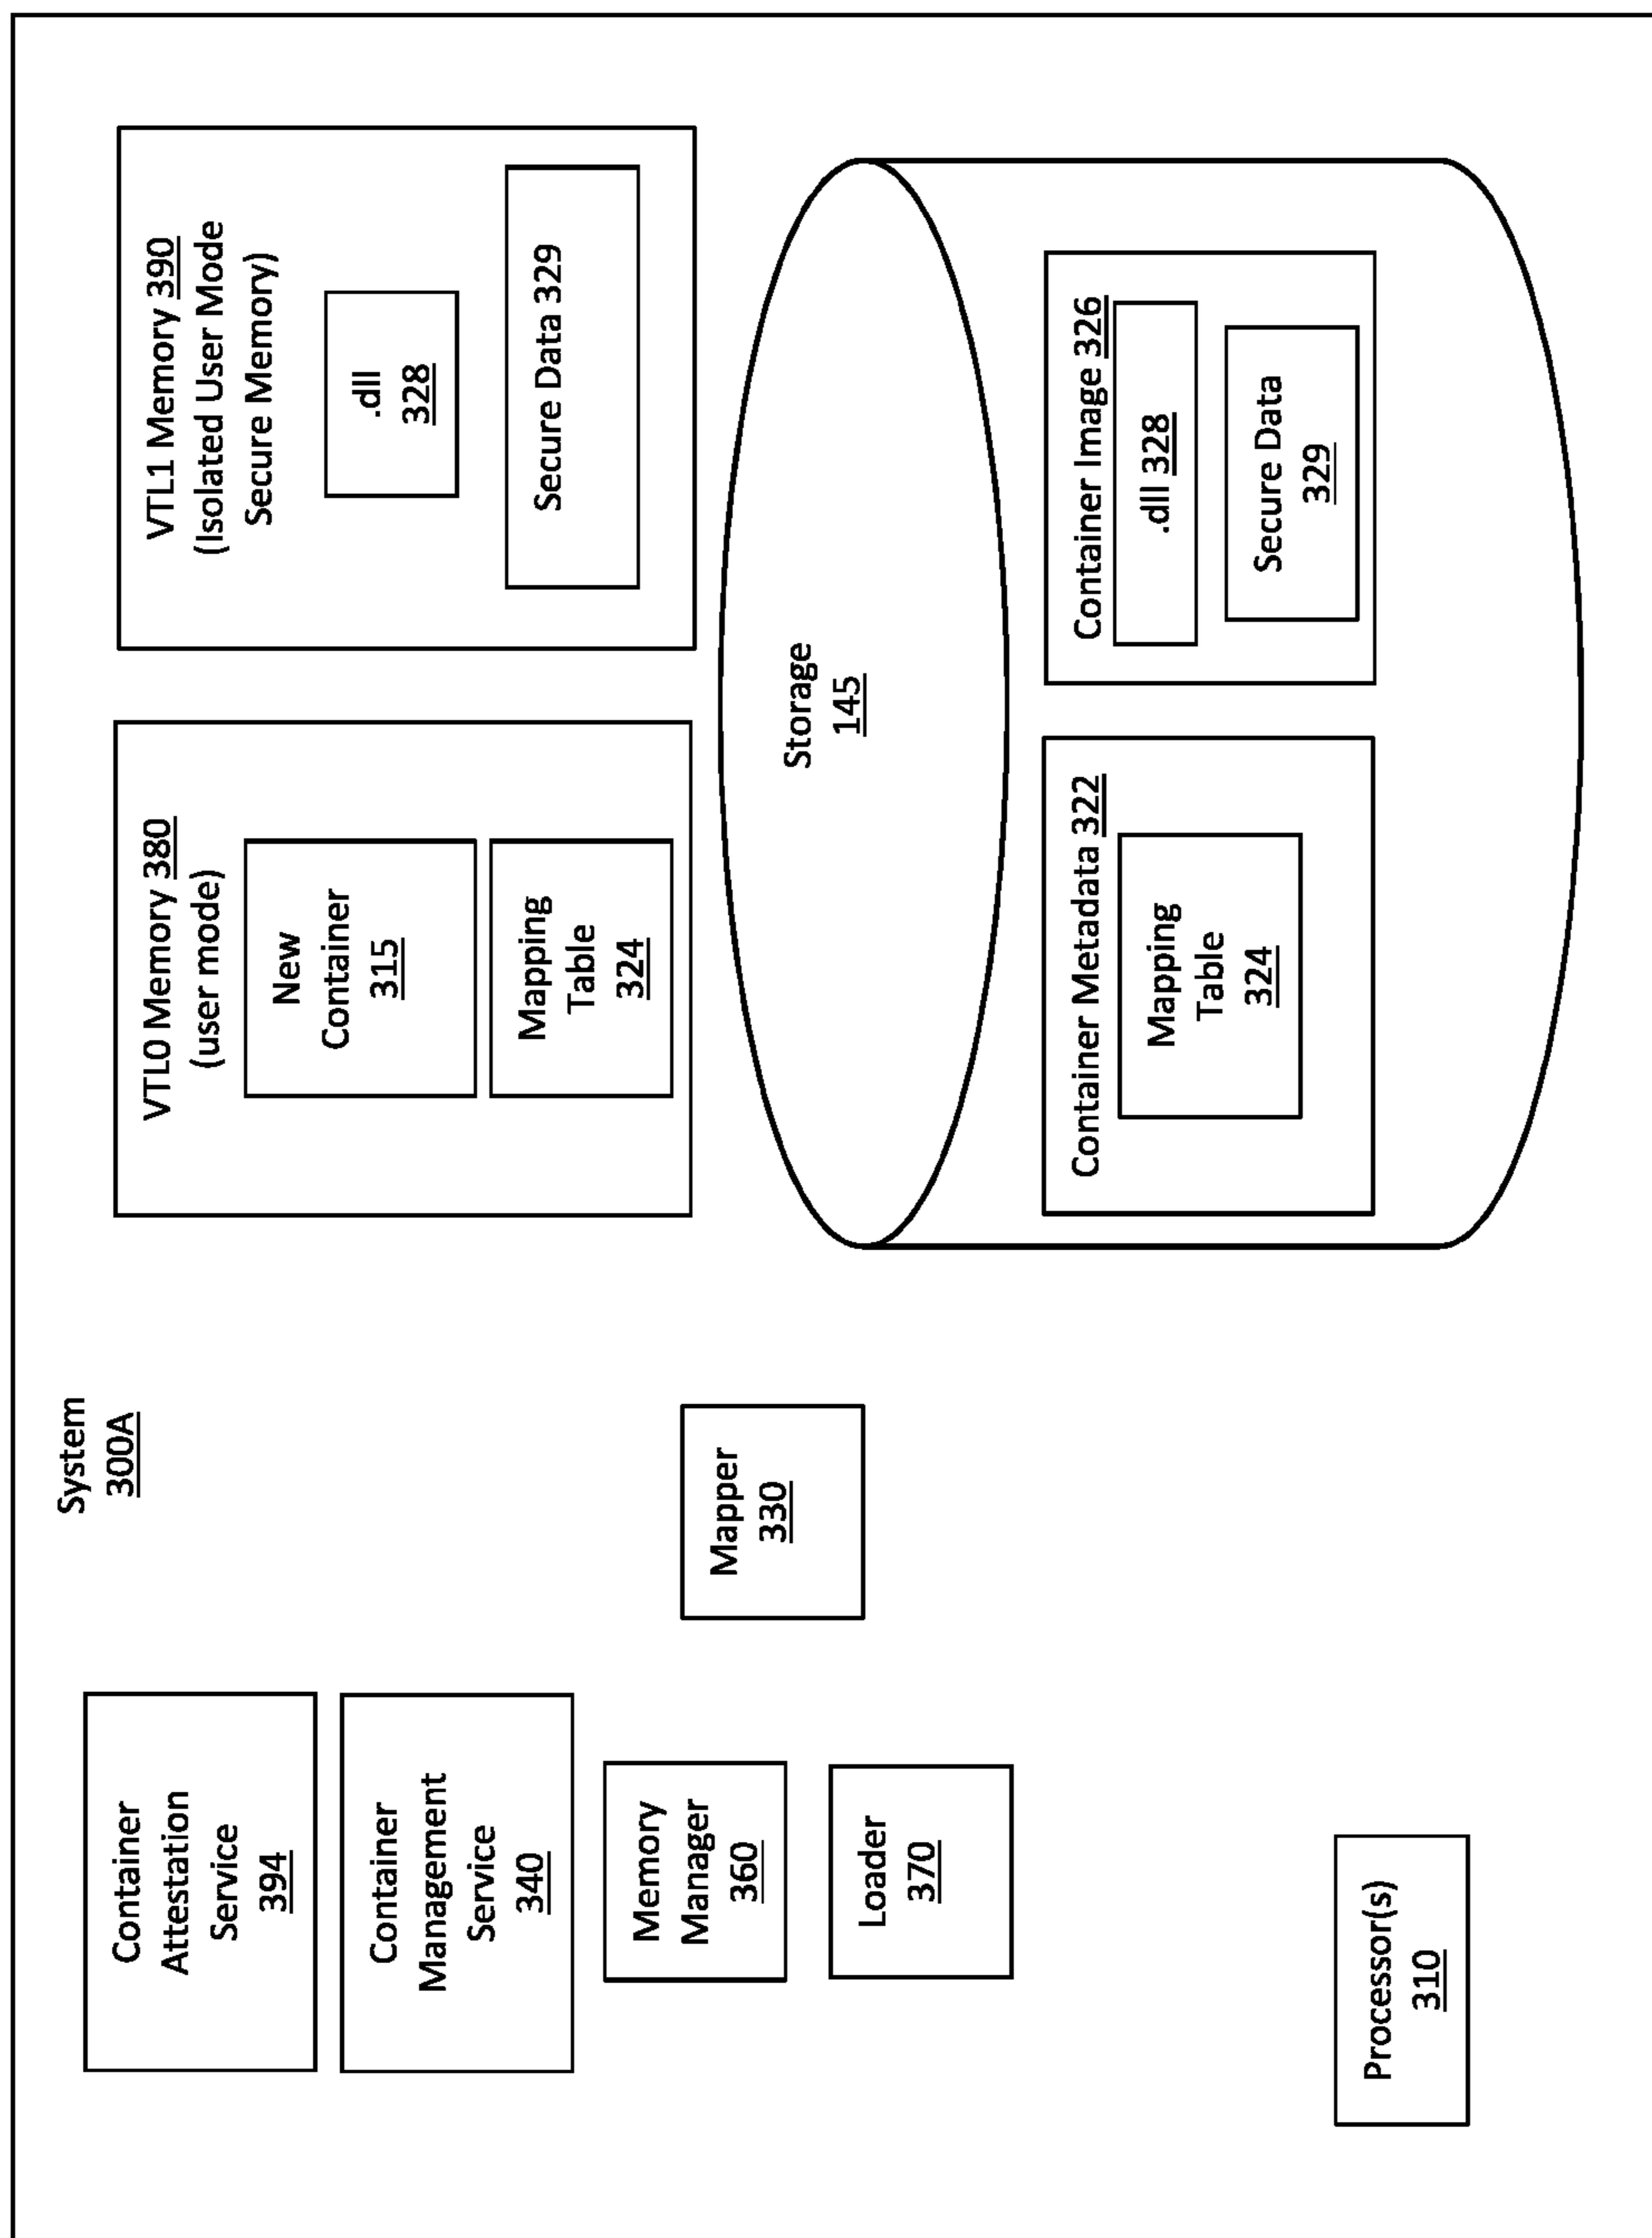 System
300A
Container
Attestation
Service
394
Container
Management
Service
340
Memory
Manager
360
Loader
370
Processor(s)
310
Mapper
330
VTL0 Memory 380
(user mode)
New
Container
315
Mapping
Table
324
VTL1 Memory 390
(Isolated User Mode
Secure Memory)
.dll
328
Secure Data 329
Storage
145
Container Metadata 322
Mapping
Table
324
Container Image 326
.dll 328
Secure Data
329